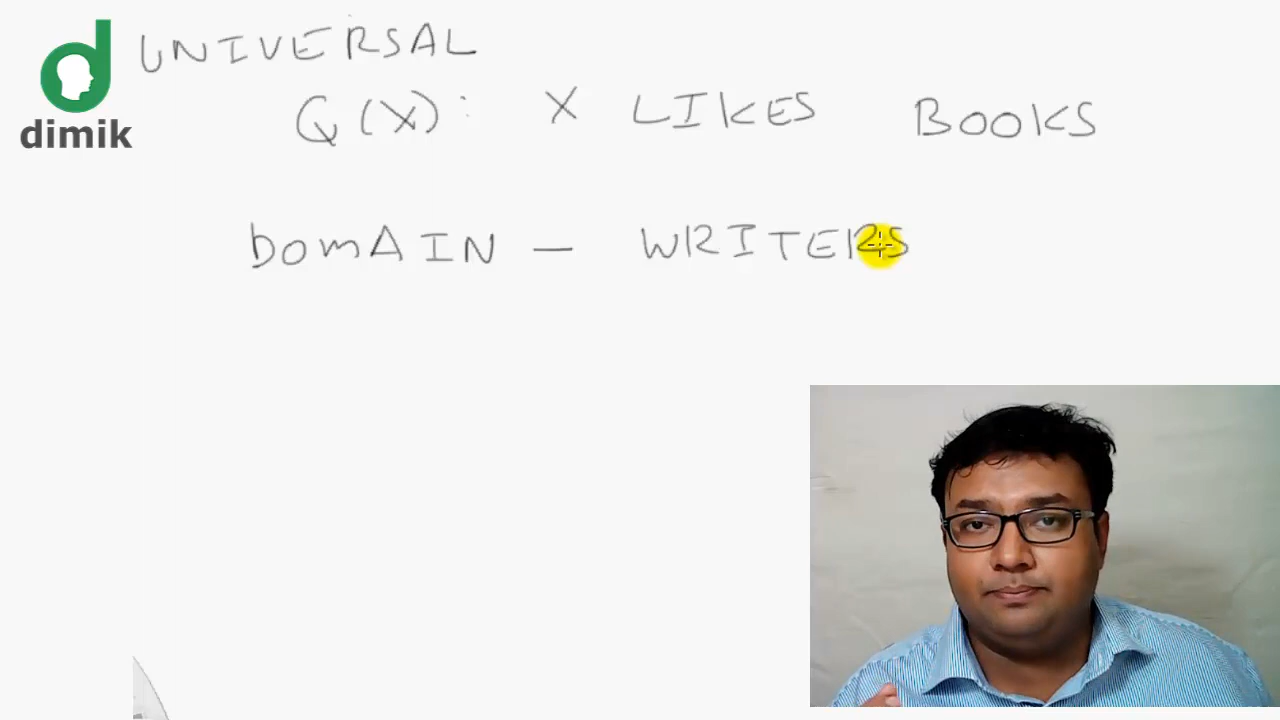 dimik
UNIVERSAL
Q(X): X LIKES BOOKS
DOMAIN — WRITERS